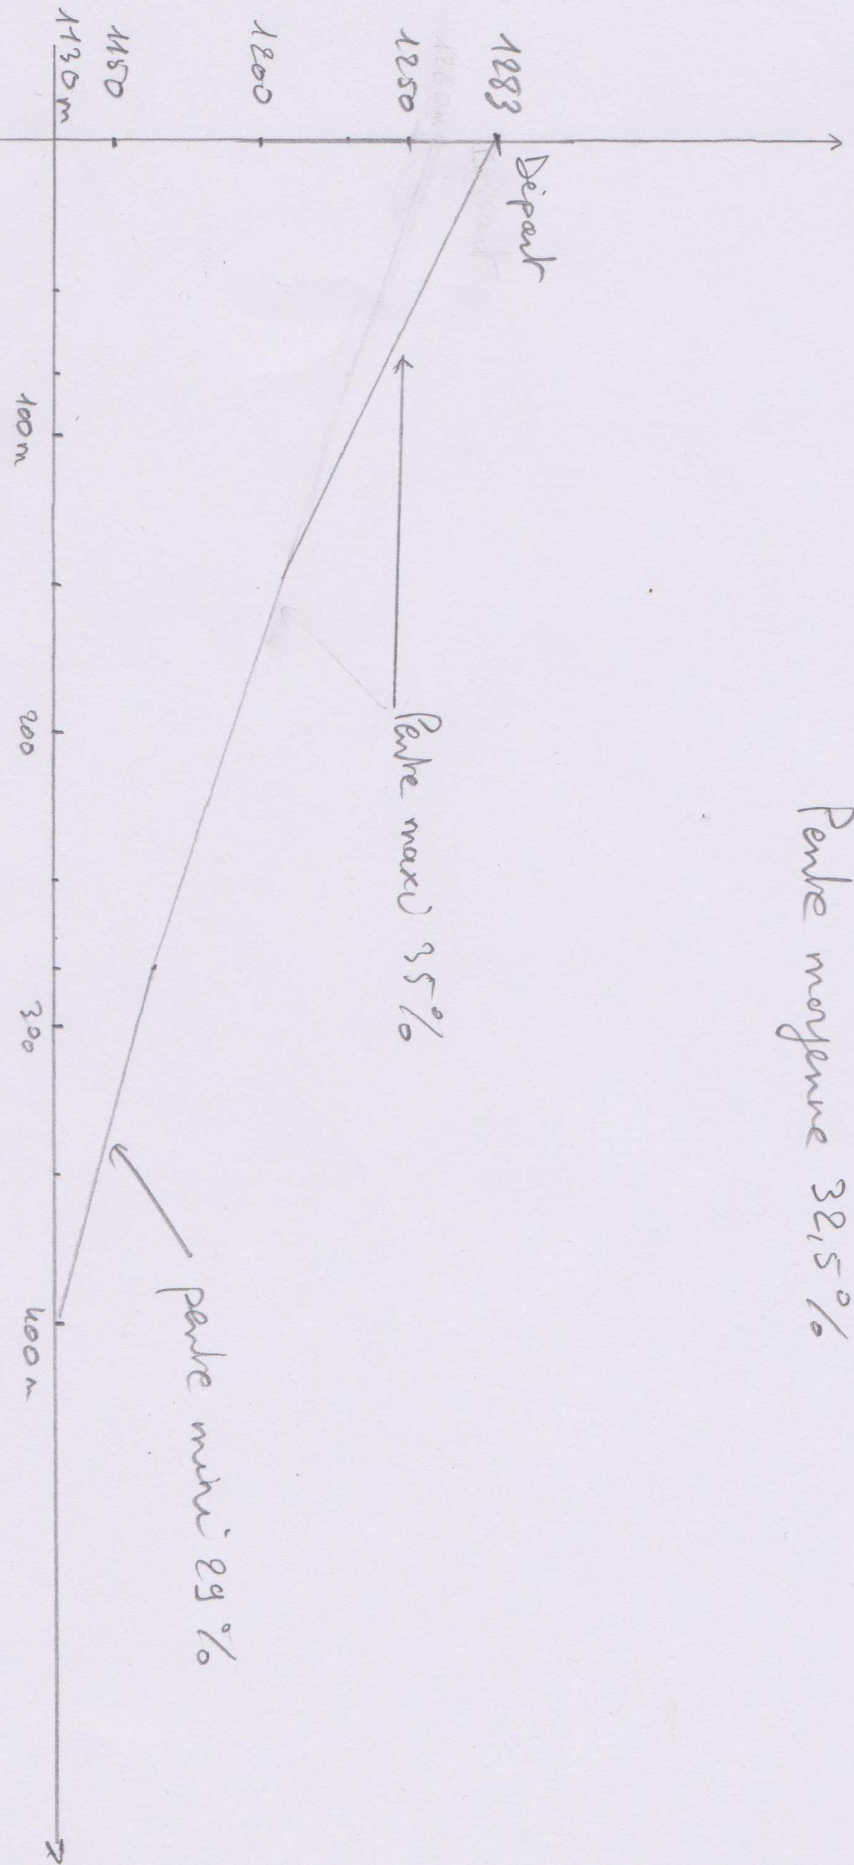 Pente moyenne 32,5 %
1283
Départ
1250
1200
1150
1130 m
Pente maxi 35 %
pente mini 29 %
100 m
200
300
400 m